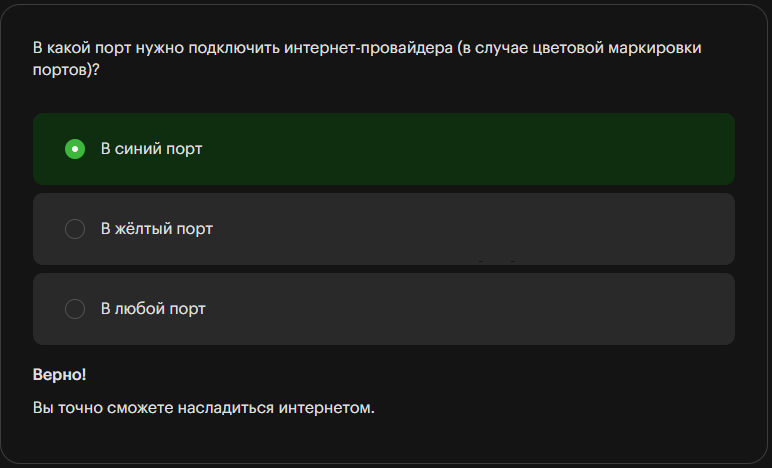 В какой порт нужно подключить интернет-провайдера (в случае цветовой маркировки
портов)?
В синий порт
В жёлтый порт
В любой порт
Верно!
Вы точно сможете насладиться интернетом.